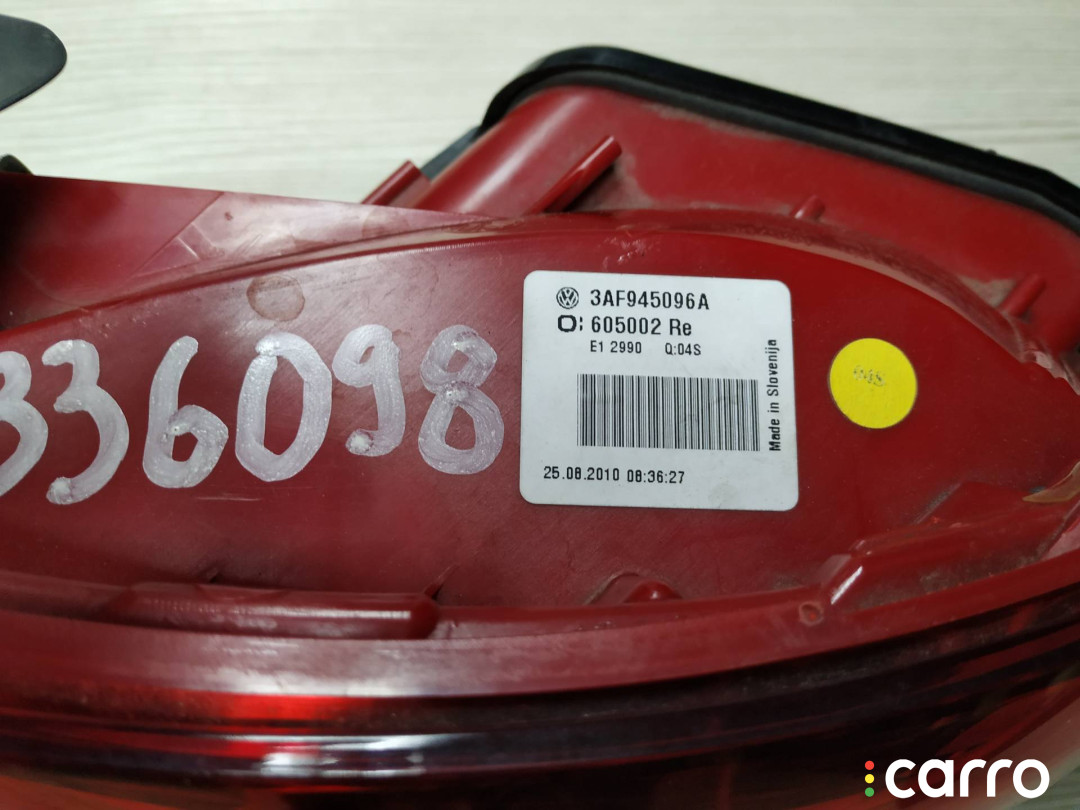 3AF945096A
O: 605002 Re
E1 2990 Q:04S
Made in Slovenija
25.08.2010 08:36:27
336098
carro